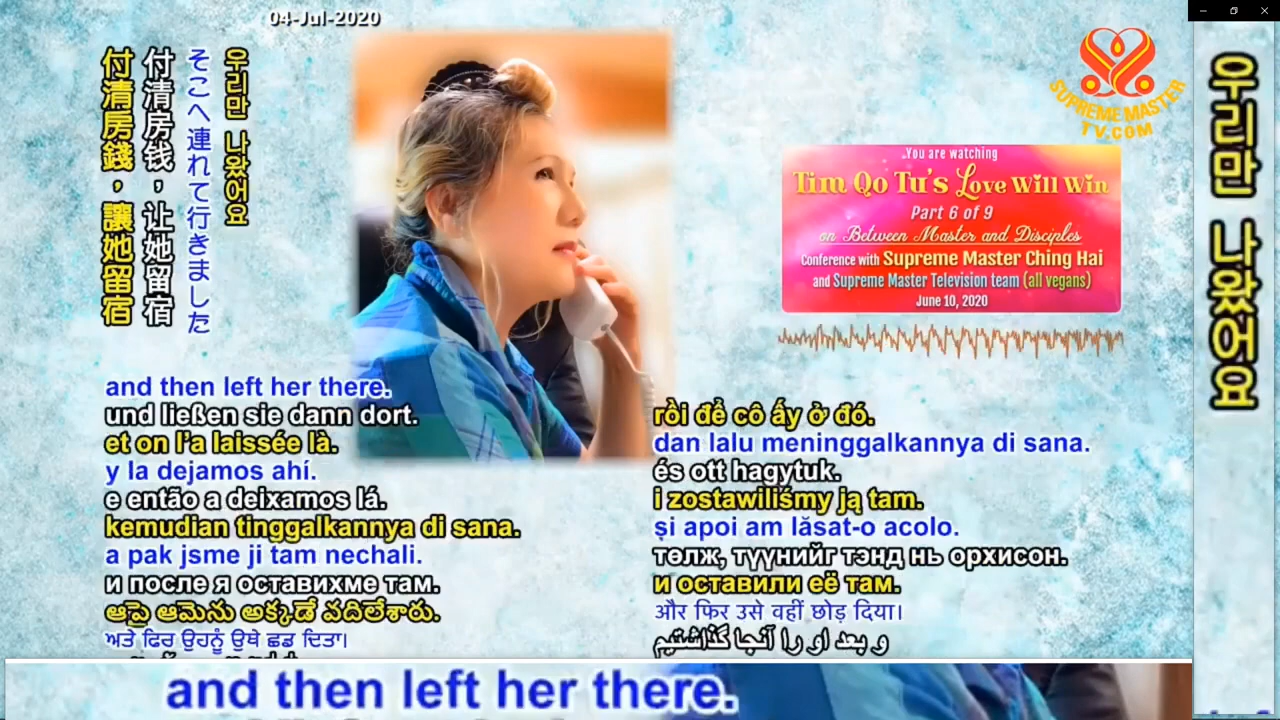 04-Jul-2020
付清房錢，讓她留宿
付清房钱，让她留宿
そこへ連れて行きました
우리만 나왔어요
SUPREME MASTER
TV.COM
You are watching
Tim Qo Tu's Love Will Win
Part 6 of 9
on Between Master and Disciples
Conference with Supreme Master Ching Hai
and Supreme Master Television team (all vegans)
June 10, 2020
and then left her there.
und ließen sie dann dort.
et on l'a laissée là.
y la dejamos ahí.
e então a deixamos lá.
kemudian tinggalkannya di sana.
a pak jsme ji tam nechali.
и после я оставихме там.
ఆపై ఆమెను అక్కడే వదిలేశారు.
ਅਤੇ ਫਿਰ ਉਹਨੂੰ ਉਥੇ ਛਡ ਦਿਤਾ।
rồi để cô ấy ở đó.
dan lalu meninggalkannya di sana.
és ott hagytuk.
i zostawiliśmy ją tam.
și apoi am lăsat-o acolo.
төлж, түүнийг тэнд нь орхисон.
и оставили её там.
और फिर उसे वहीं छोड़ दिया।
و بعد او را آنجا گذاشتیم
우리만 나왔어요
and then left her there.